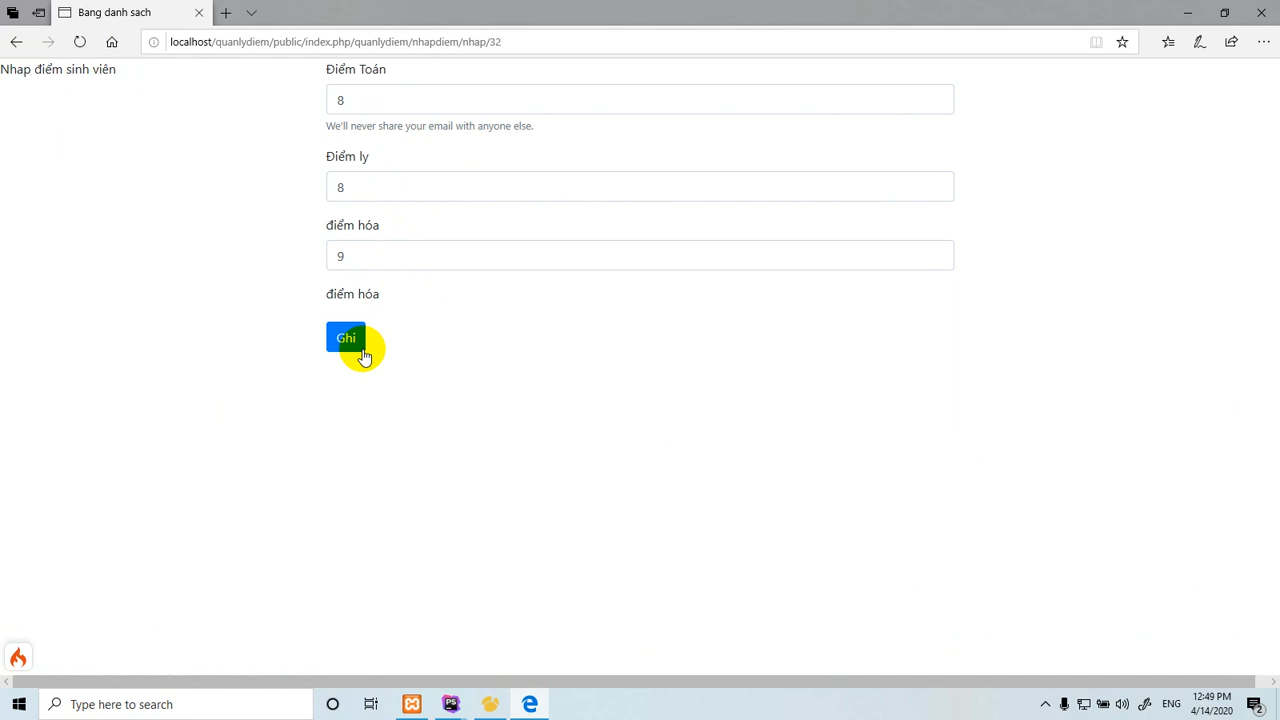 Bang danh sach
localhost/quanlydiem/public/index.php/quanlydiem/nhapdiem/nhap/32
Nhap điểm sinh viên
Điểm Toán
8
We'll never share your email with anyone else.
Điểm ly
8
điểm hóa
9
điểm hóa
Ghi
Type here to search
PS
ENG
12:49 PM
4/14/2020
2